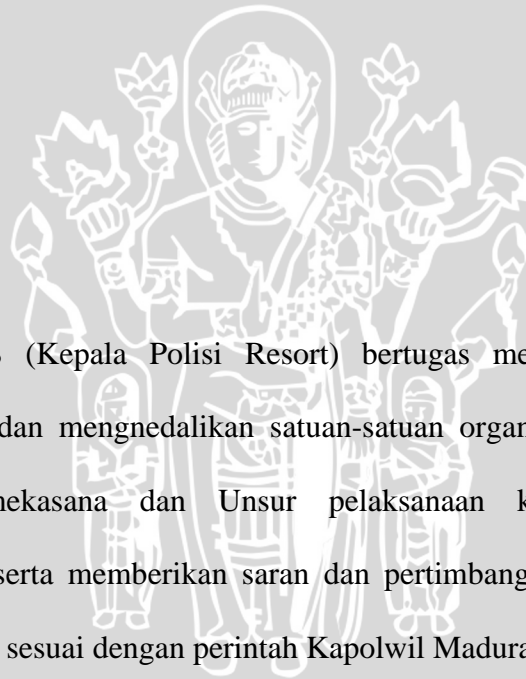 (Kepala Polisi Resort) bertugas me
dan mengnedalikan satuan-satuan organ
nekasana dan Unsur pelaksanaan k
serta memberikan saran dan pertimbang
sesuai dengan perintah Kapolwil Madura